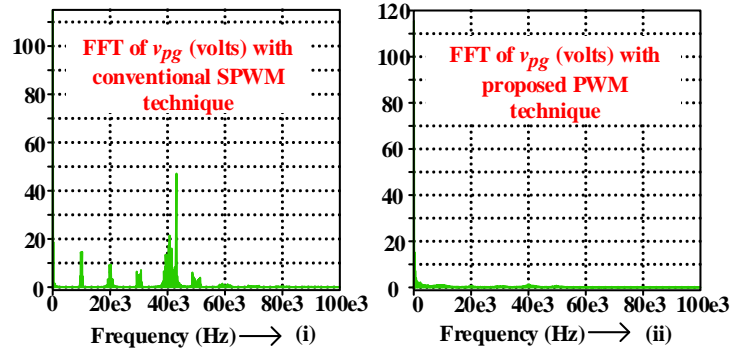 FFT of v_pg (volts) with
conventional SPWM
technique
100
80
60
40
20
0
0 20e3 40e3 60e3 80e3 100e3
Frequency (Hz) → (i)
FFT of v_pg (volts) with
proposed PWM
technique
120
100
80
60
40
20
0
0 20e3 40e3 60e3 80e3 100e3
Frequency (Hz) → (ii)